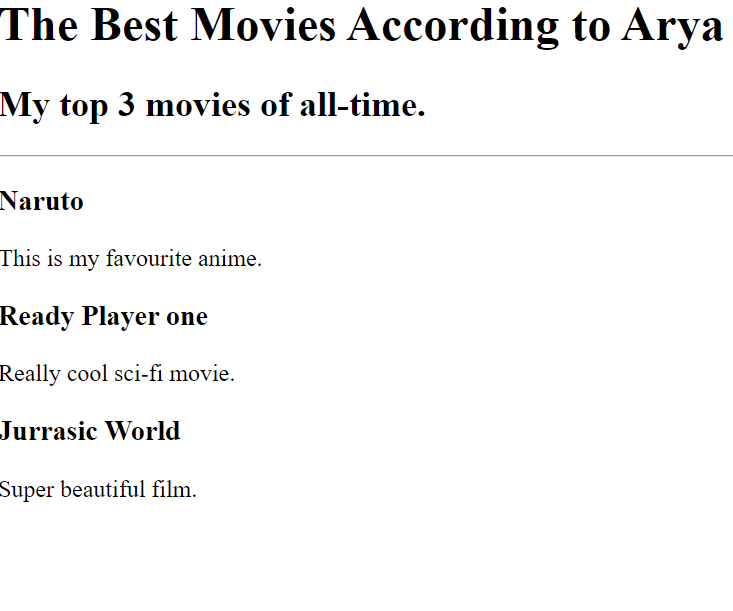 The Best Movies According to Arya
My top 3 movies of all-time.
Naruto
This is my favourite anime.
Ready Player one
Really cool sci-fi movie.
Jurrasic World
Super beautiful film.